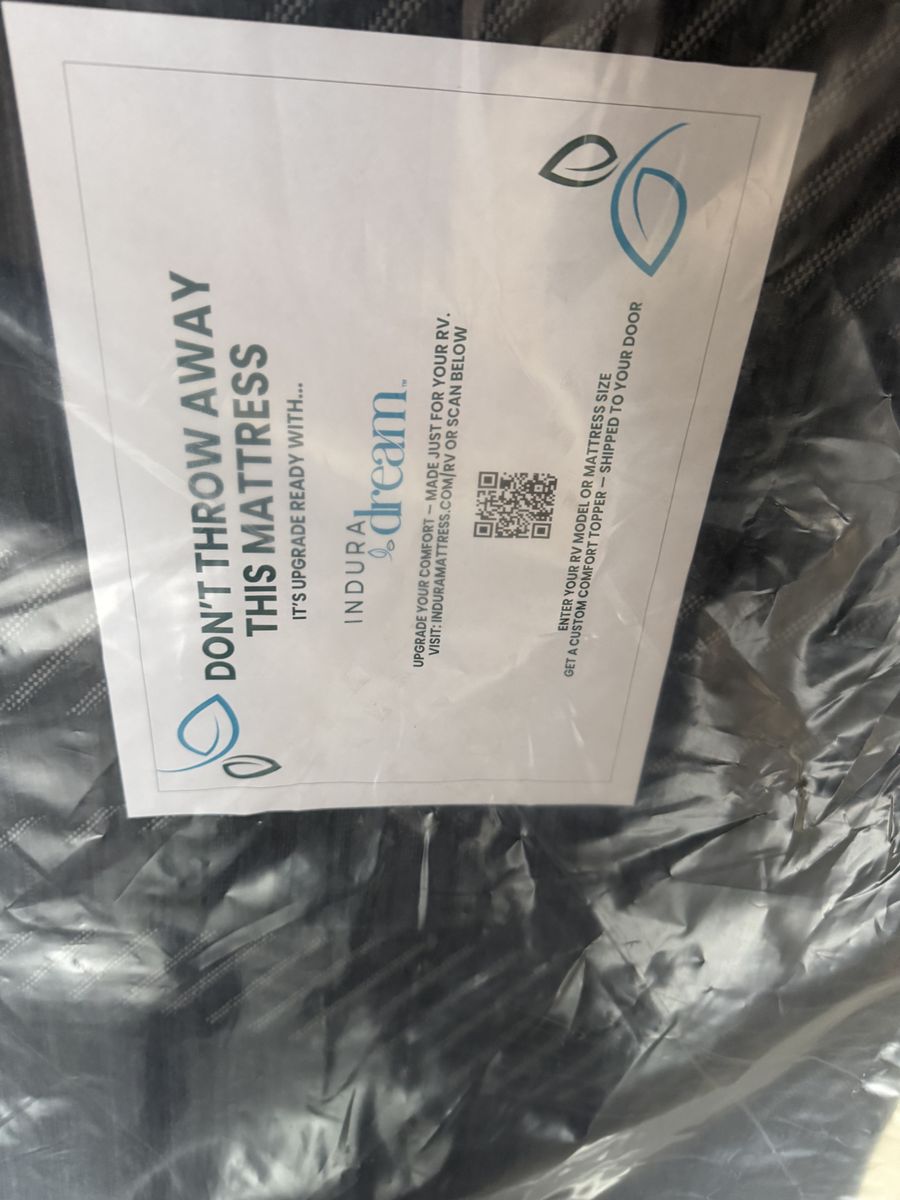 DON'T THROW AWAY
THIS MATTRESS
IT'S UPGRADE READY WITH...
INDURA
dream™
UPGRADE YOUR COMFORT — MADE JUST FOR YOUR RV.
VISIT: INDURAMATTRESS.COM/RV OR SCAN BELOW
ENTER YOUR RV MODEL OR MATTRESS SIZE
GET A CUSTOM COMFORT TOPPER — SHIPPED TO YOUR DOOR